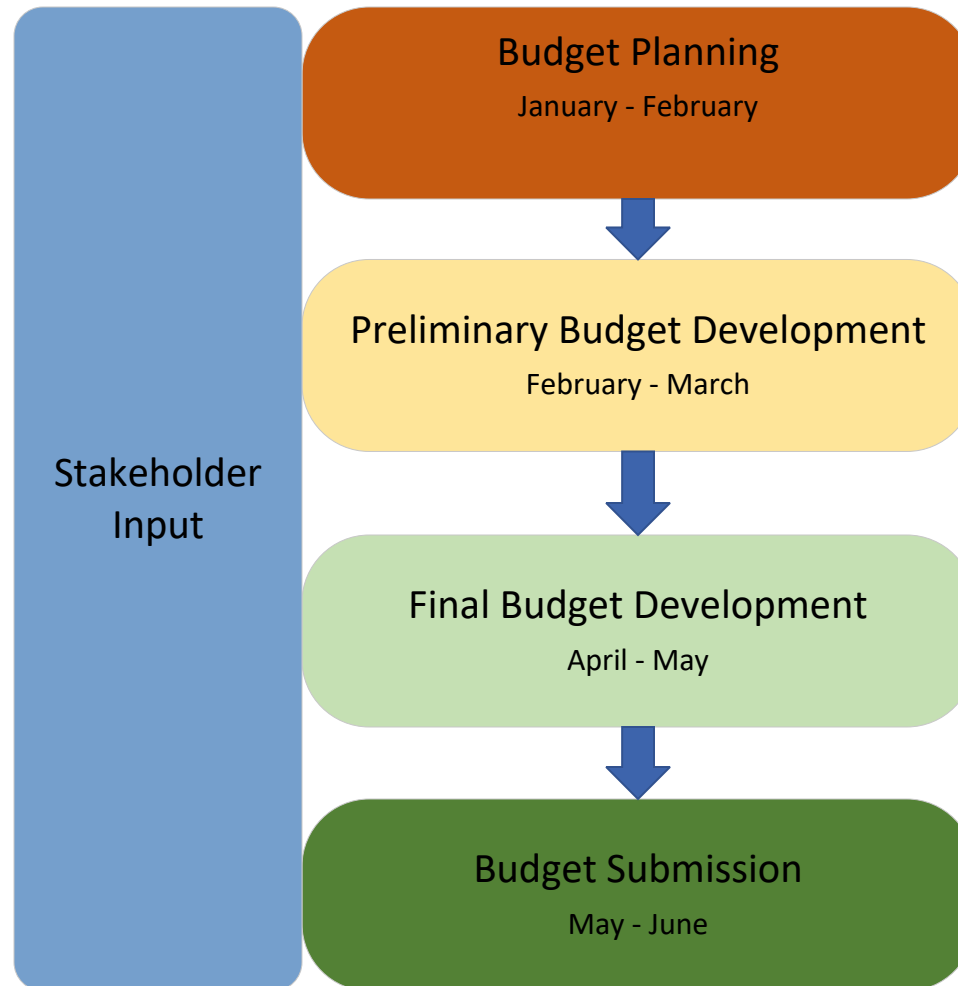 Stakeholder
Input
Budget Planning
January - February
Preliminary Budget Development
February - March
Final Budget Development
April - May
Budget Submission
May - June